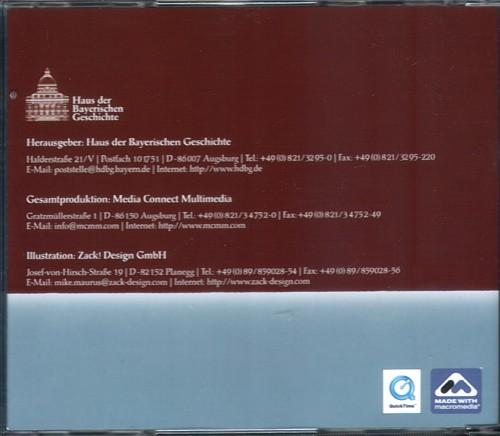 Haus der
Bayerischen
Geschichte
Herausgeber: Haus der Bayerischen Geschichte
Halderstraße 21/V | Postfach 101751 | D-86007 Augsburg | Tel.: +49(0)821/3295-0 | Fax: +49(0)821/3295-220
E-Mail: poststelle@hdbg.bayern.de | Internet: http://www.hdbg.de
Gesamtproduktion: Media Connect Multimedia
Gratzmüllerstraße 1 | D-86150 Augsburg | Tel.: +49(0)821/34752-0 | Fax:+49(0)821/34752-49
E-Mail: info@mcmm.com | Internet: http://www.mcmm.com
Illustration: Zack! Design GmbH
Josef-von-Hirsch-Straße 19 | D-82152 Planegg | Tel.: +49(0)89/859028-54 | Fax: +49(0)89/859028-56
E-Mail: mike.maurus@zack-design.com | Internet: http://www.zack-design.com
QuickTime™
MADE WITH
macromedia®